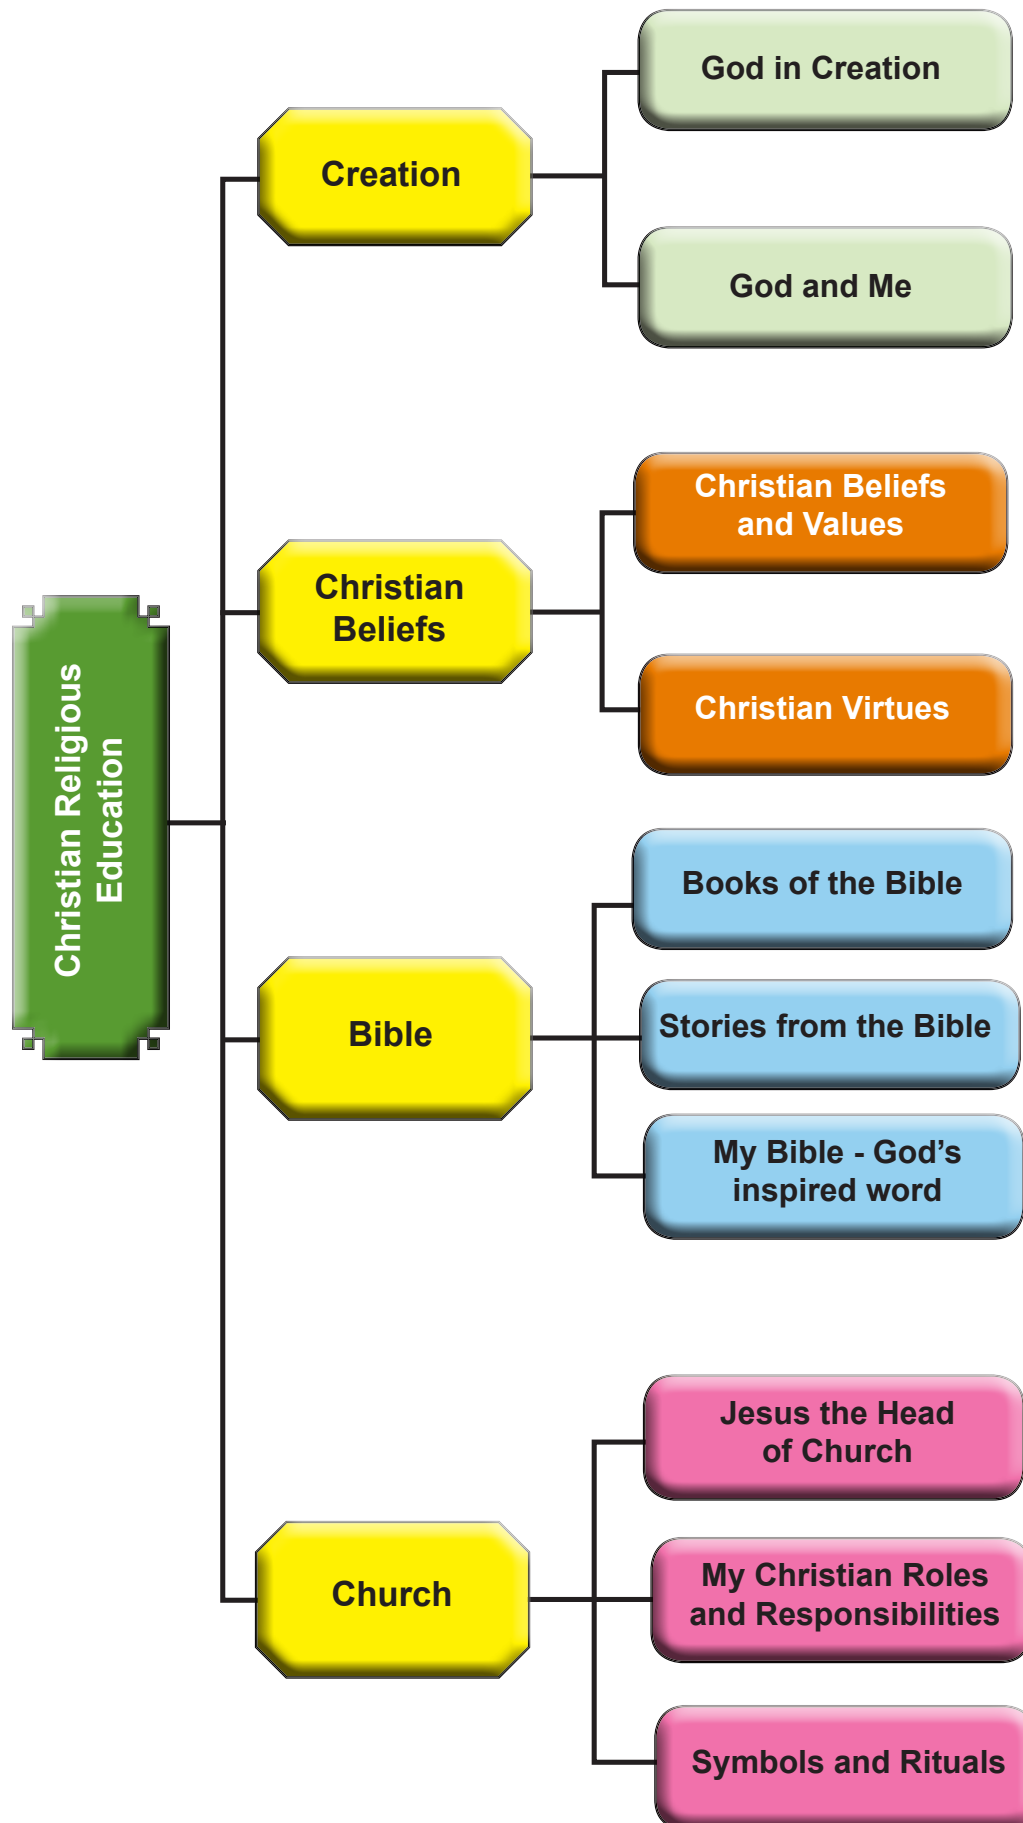 Christian Religious
Education
Creation
God in Creation
God and Me
Christian
Beliefs
Christian Beliefs
and Values
Christian Virtues
Bible
Books of the Bible
Stories from the Bible
My Bible - God’s
inspired word
Church
Jesus the Head
of Church
My Christian Roles
and Responsibilities
Symbols and Rituals